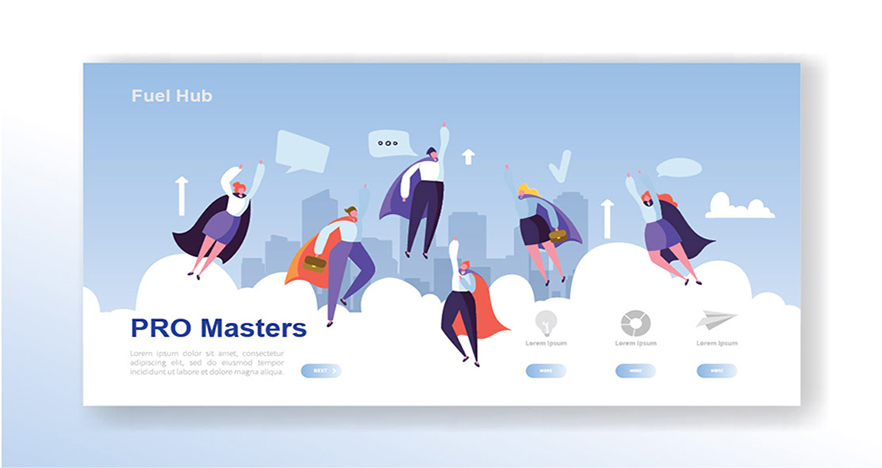 Fuel Hub
PRO Masters
Lorem ipsum dolor sit amet, consectetur
adipiscing elit, sed do eiusmod tempor
incididunt ut labore et dolore magna aliqua.
NEXT
Lorem Ipsum
Lorem Ipsum
Lorem Ipsum
MORE
MORE
MORE